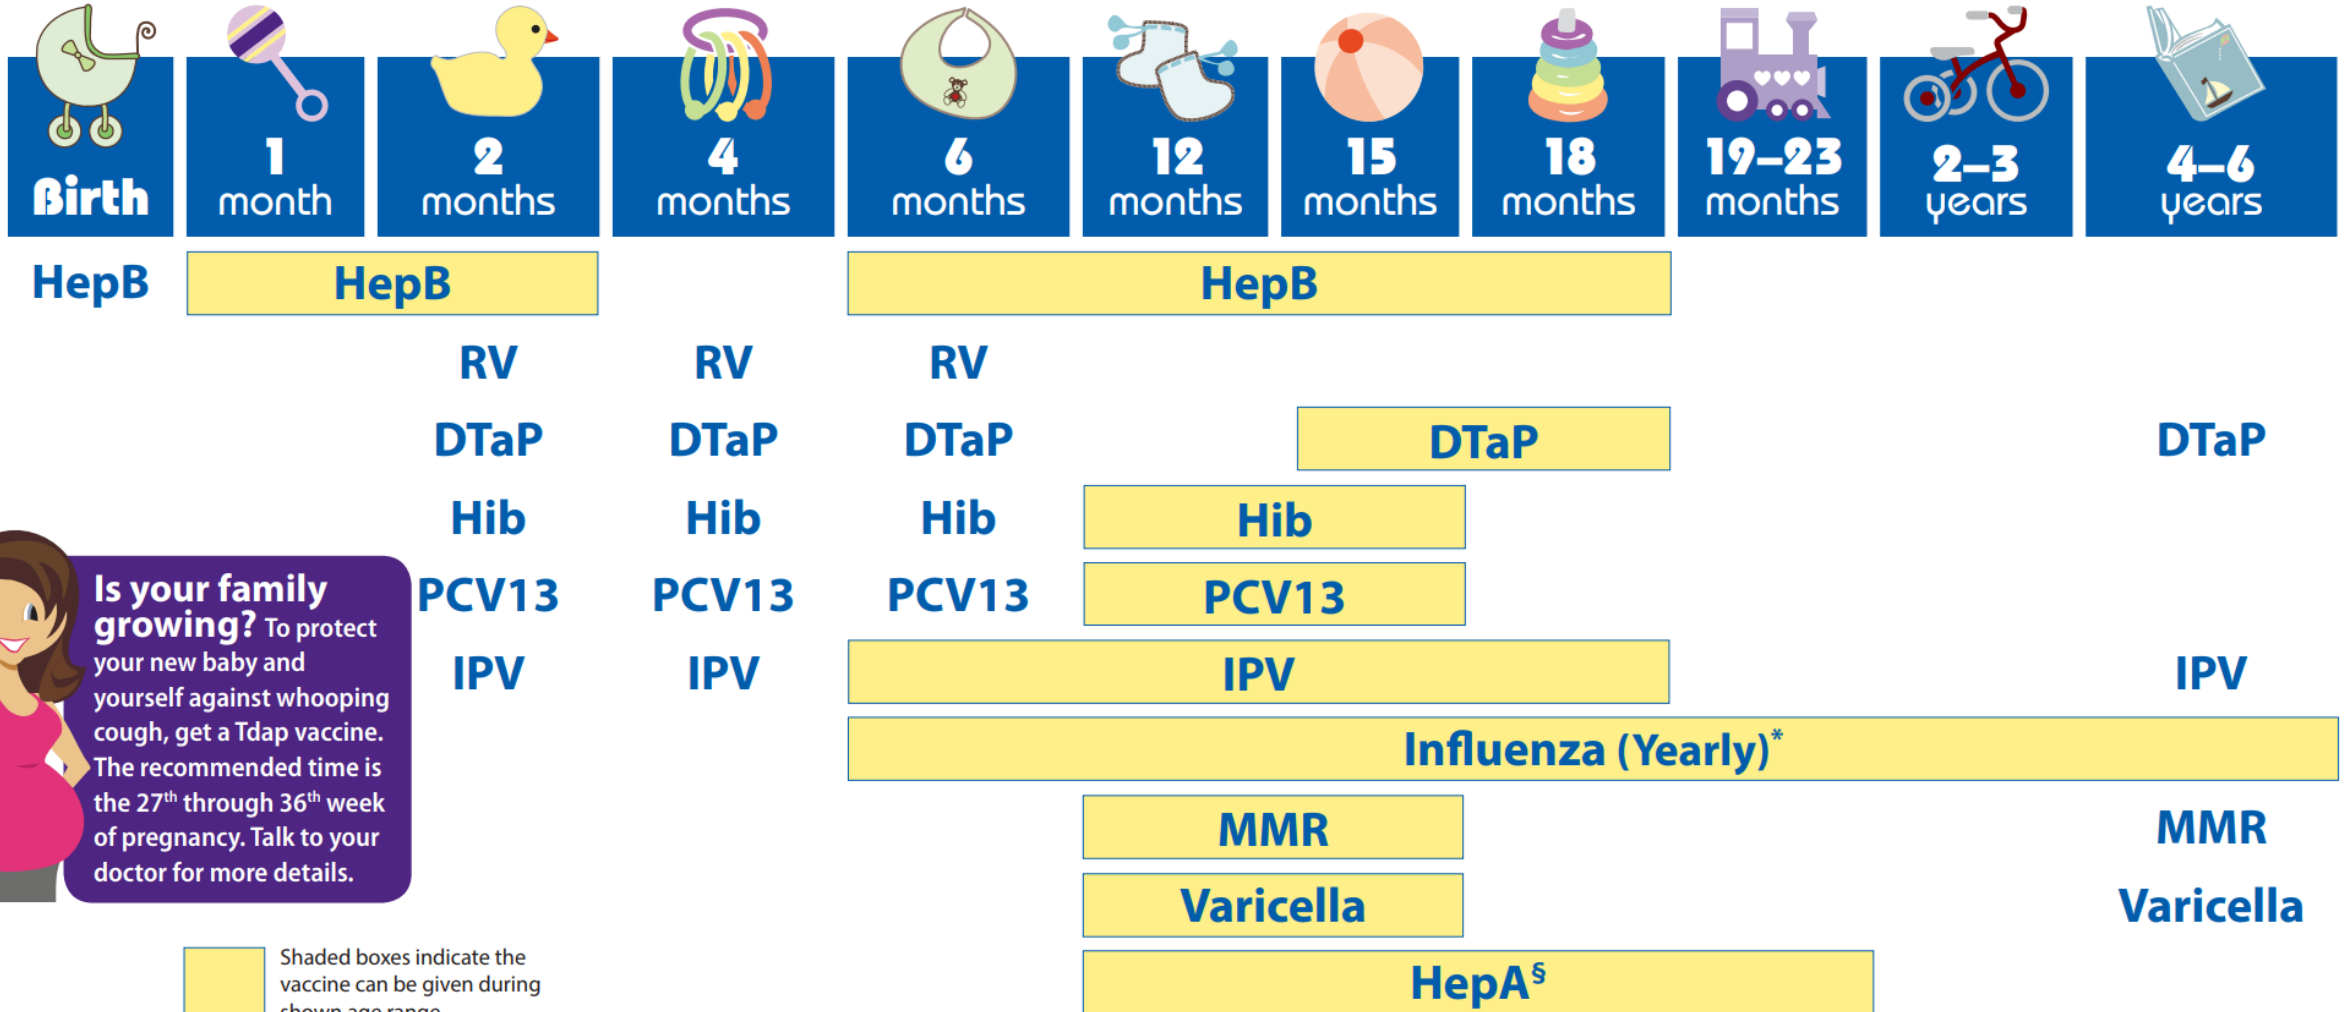 Birth
1
month
2
months
4
months
6
months
12
months
15
months
18
months
19–23
months
2–3
years
4–6
years
HepB HepB HepB
RV RV RV
DTaP DTaP DTaP DTaP DTaP
Hib Hib Hib Hib
PCV13 PCV13 PCV13 PCV13
IPV IPV IPV IPV
Influenza (Yearly)*
MMR MMR
Varicella Varicella
HepA§
Is your family
growing? To protect
your new baby and
yourself against whooping
cough, get a Tdap vaccine.
The recommended time is
the 27th through 36th week
of pregnancy. Talk to your
doctor for more details.
Shaded boxes indicate the
vaccine can be given during
shown age range.